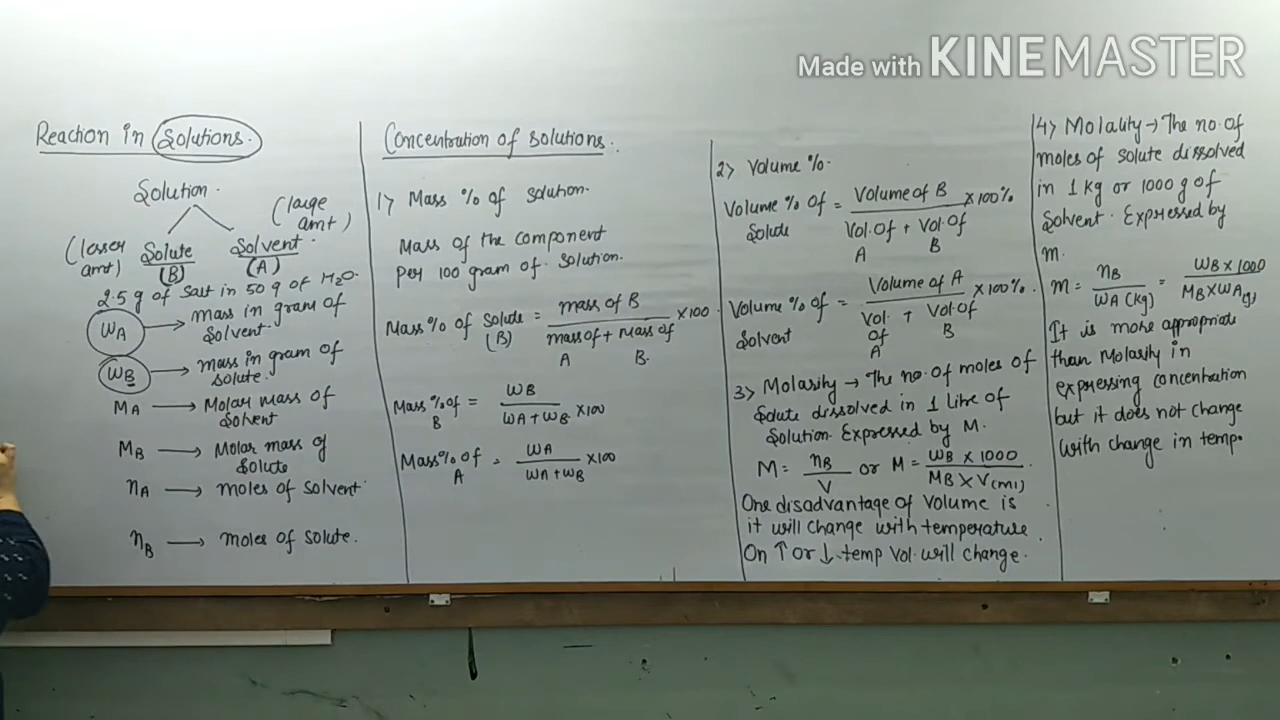 Made with KINEMASTER
Reaction in Solutions.
Solution.
(large
amt)
(lesser
amt)
Solute
(B)
Solvent.
(A)
2.5 g of Salt in 50 g of H2O.
WA → mass in gram of
Solvent.
WB → mass in gram of
Solute.
MA → Molar mass of
Solvent
MB → Molar mass of
Solute
nA → moles of solvent
nB → moles of solute.
Concentration of solutions.
1) Mass % of solution.
Mass of the component
Per 100 gram of solution.
Mass % of Solute (B) = mass of B / mass of A + Mass of B × 100
Mass % of B = WB / WA + WB × 100
Mass % of A = WA / WA + WB × 100
2) Volume %.
Volume % of Solute = Volume of B / Vol. of A + Vol. of B × 100%
Volume % of Solvent = Volume of A / Vol. of A + Vol of B × 100%.
3) Molarity → The no. of moles of
Solute dissolved in 1 litre of
Solution. Expressed by M.
M = nB / V or M = WB × 1000 / MB × V(ml)
One disadvantage of Volume is
it will change with temperature.
On ↑ or ↓ temp Vol. will change.
4) Molality → The no. of
moles of solute dissolved
in 1 Kg or 1000 g of
Solvent. Expressed by
m.
m = nB / WA (Kg) = WB × 1000 / MB × WA(g)
It is more appropriate
than Molarity in
expressing concentration
but it does not change
with change in temp.